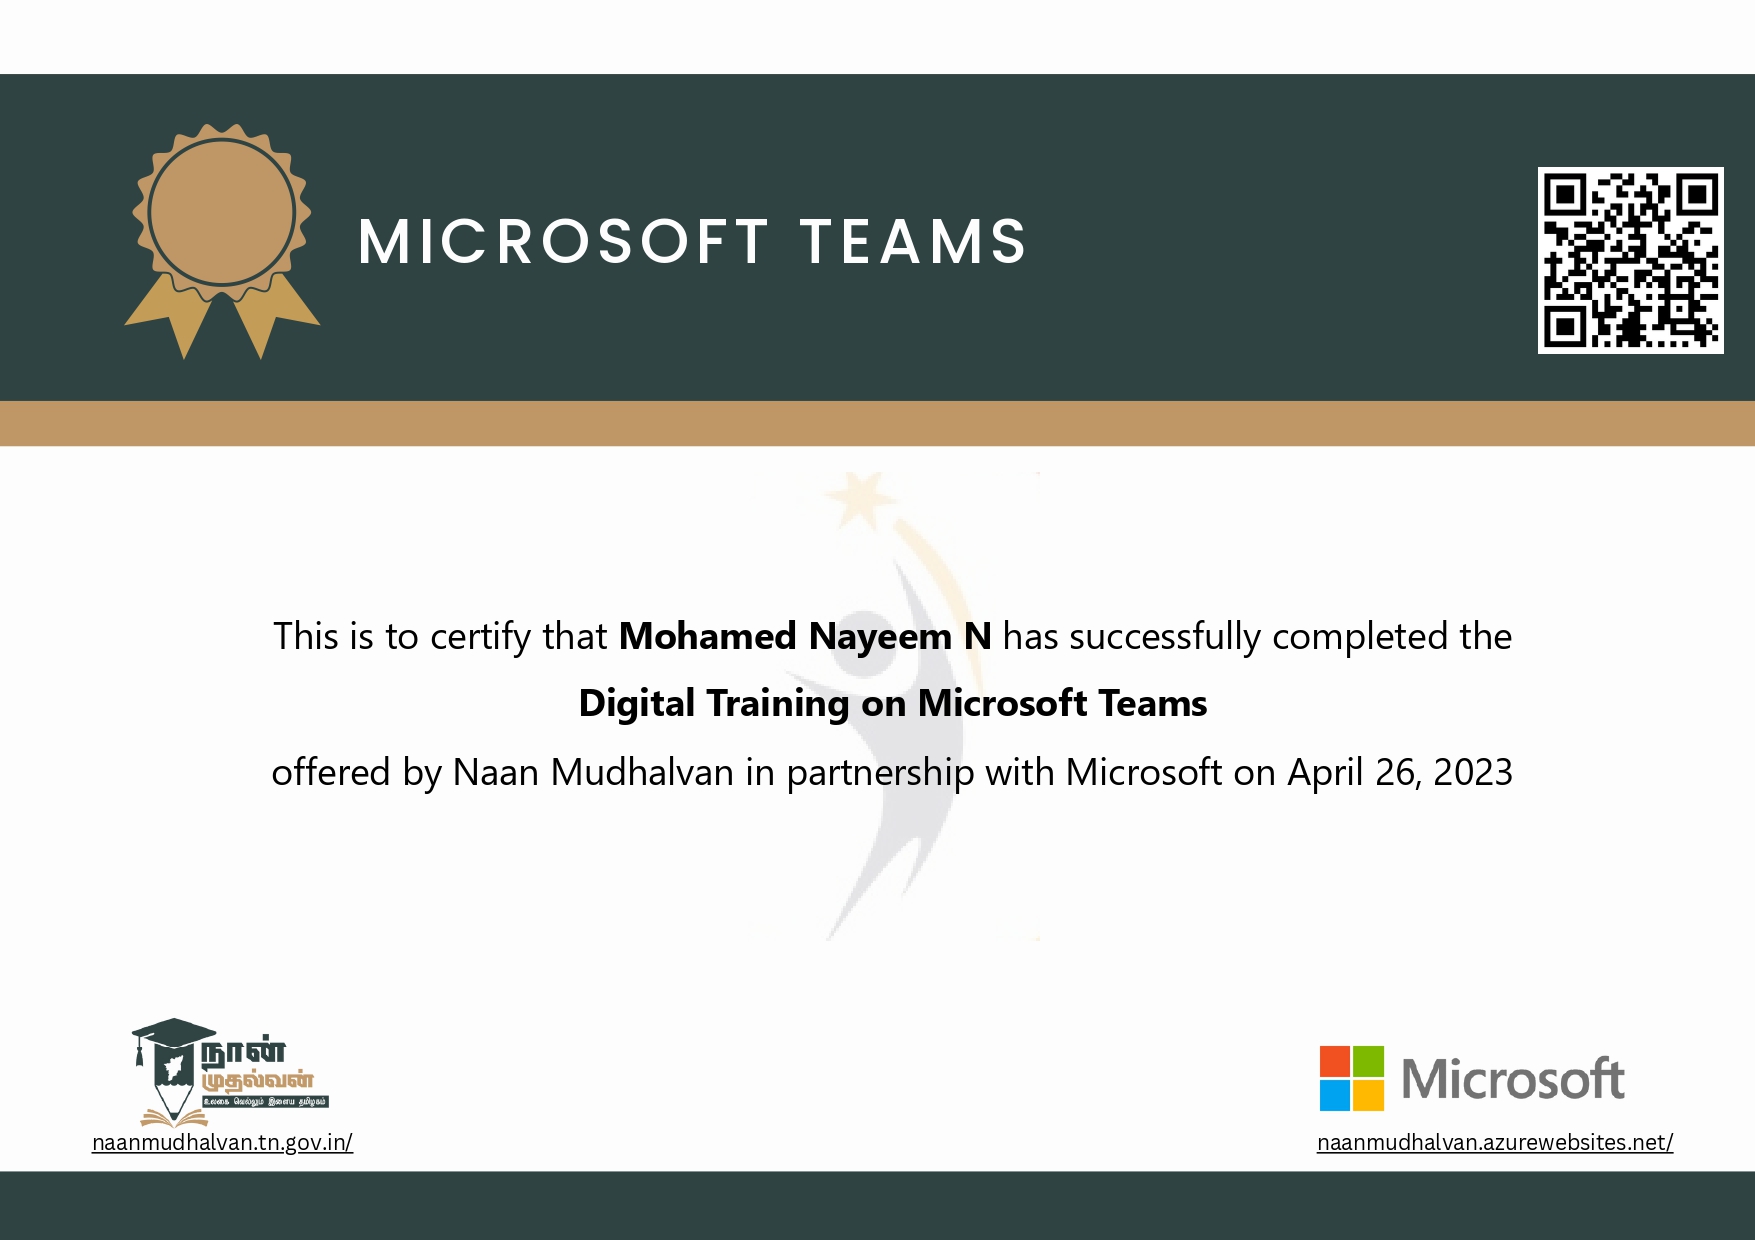 MICROSOFT TEAMS
This is to certify that Mohamed Nayeem N has successfully completed the
Digital Training on Microsoft Teams
offered by Naan Mudhalvan in partnership with Microsoft on April 26, 2023
நான்
முதல்வன்
உலகை வெல்லும் இளைய தமிழகம்
naanmudhalvan.tn.gov.in/
Microsoft
naanmudhalvan.azurewebsites.net/